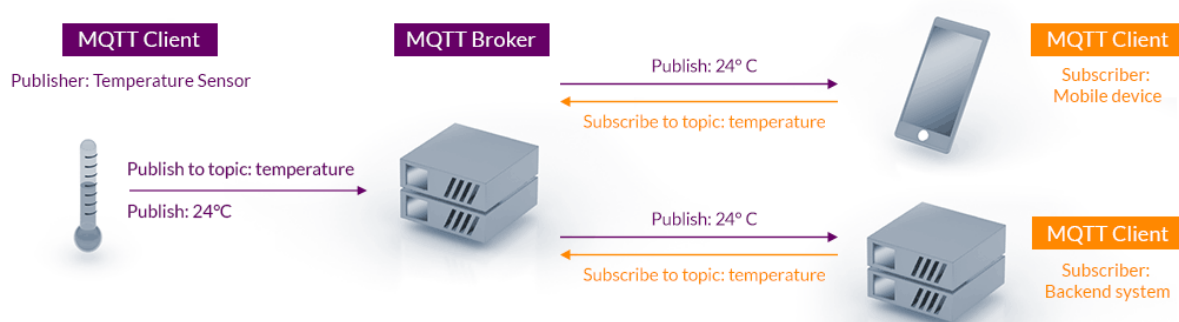 MQTT Client
Publisher: Temperature Sensor
Publish to topic: temperature
Publish: 24°C
MQTT Broker
Publish: 24° C
Subscribe to topic: temperature
MQTT Client
Subscriber:
Mobile device
Publish: 24° C
Subscribe to topic: temperature
MQTT Client
Subscriber:
Backend system